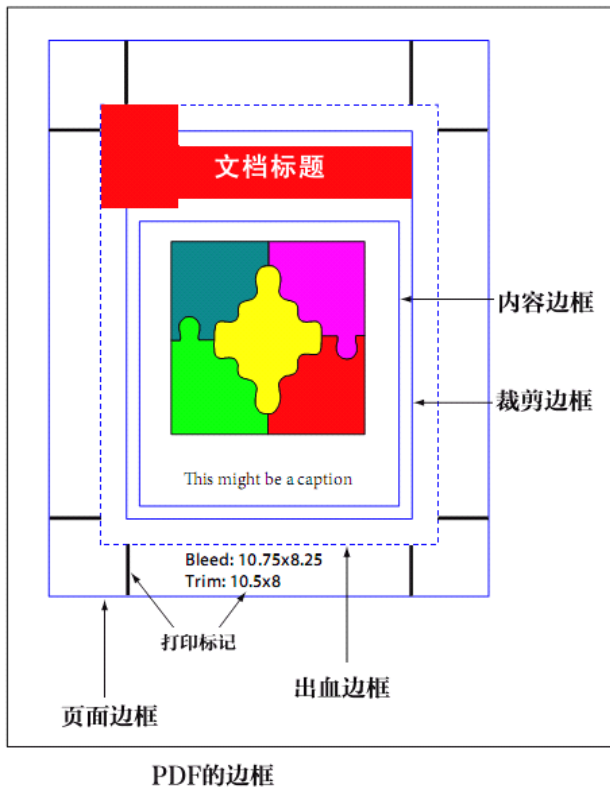 文档标题
内容边框
裁剪边框
This might be a caption
Bleed: 10.75x8.25
Trim: 10.5x8
打印标记
出血边框
页面边框
PDF的边框